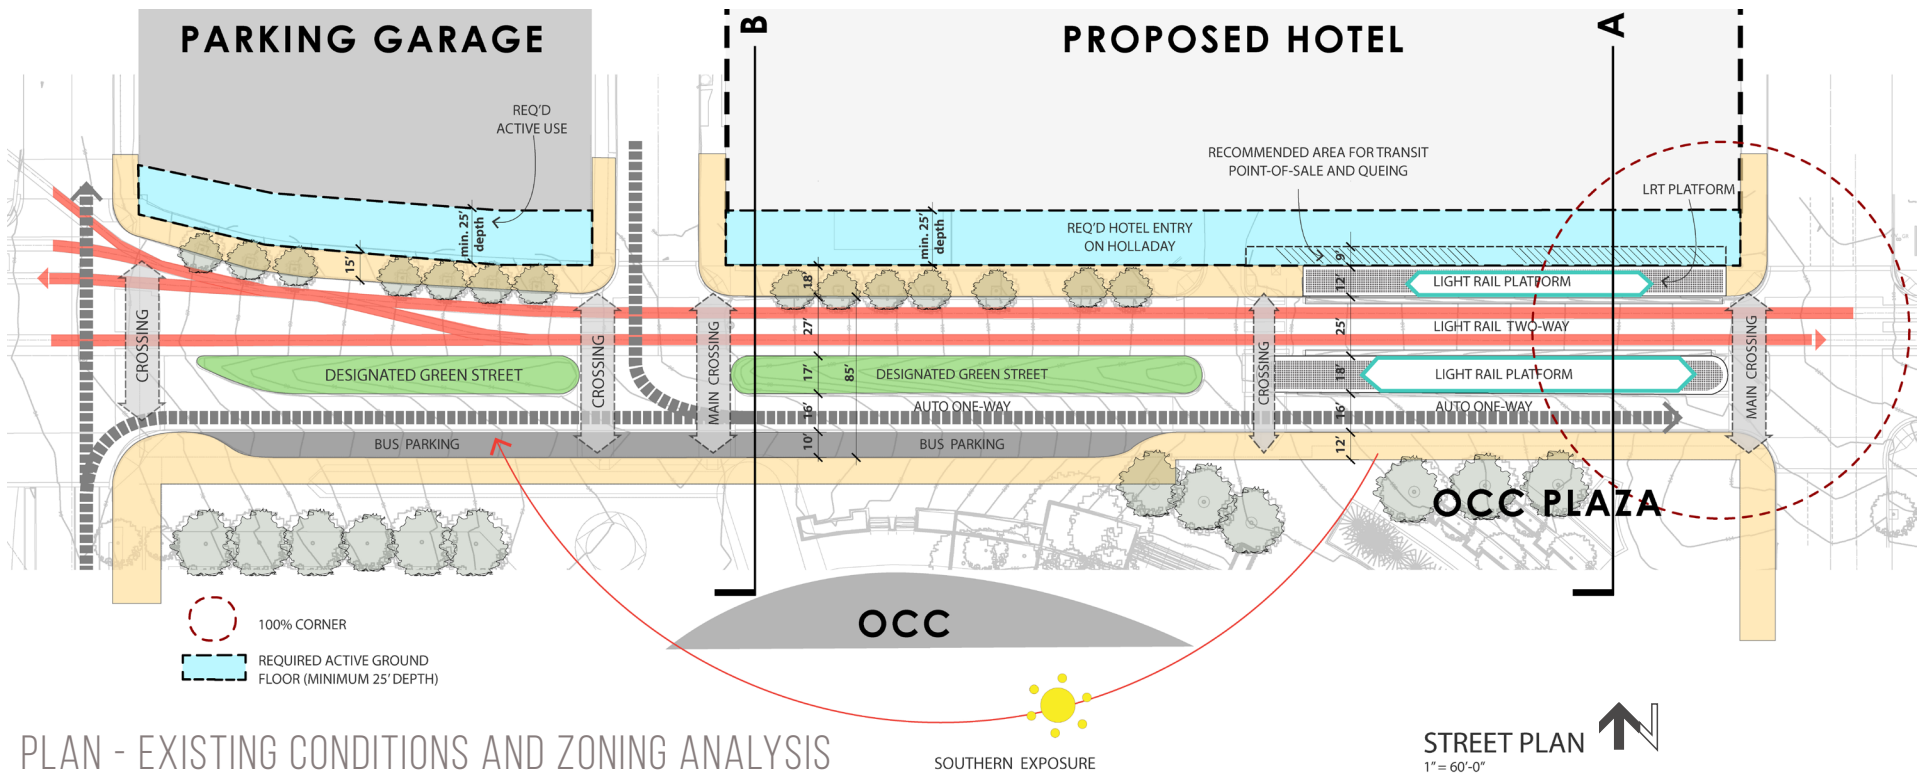 PARKING GARAGE
B
PROPOSED HOTEL
A
REQ'D
ACTIVE USE
RECOMMENDED AREA FOR TRANSIT
POINT-OF-SALE AND QUEING
LRT PLATFORM
min. 25'
depth
min. 25'
depth
REQ'D HOTEL ENTRY
ON HOLLADAY
15'
18'
9'
12'
LIGHT RAIL PLATFORM
27'
25'
LIGHT RAIL TWO-WAY
CROSSING
CROSSING
MAIN CROSSING
CROSSING
MAIN CROSSING
DESIGNATED GREEN STREET
17'
85'
DESIGNATED GREEN STREET
18'
LIGHT RAIL PLATFORM
16'
AUTO ONE-WAY
16'
AUTO ONE-WAY
BUS PARKING
10'
BUS PARKING
12'
OCC PLAZA
OCC
100% CORNER
REQUIRED ACTIVE GROUND
FLOOR (MINIMUM 25' DEPTH)
PLAN - EXISTING CONDITIONS AND ZONING ANALYSIS
SOUTHERN EXPOSURE
STREET PLAN
N
1" = 60'-0"